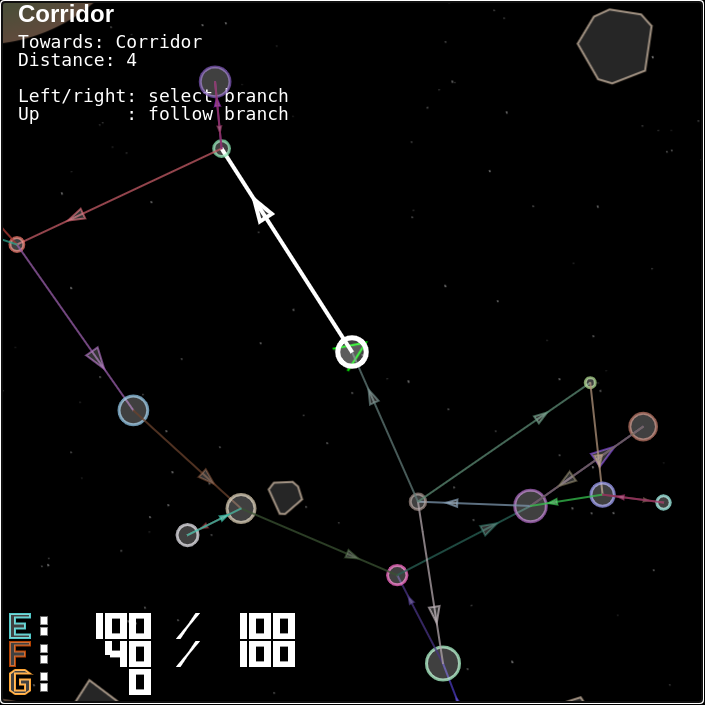 Corridor
Towards: Corridor
Distance: 4
Left/right: select branch
Up        : follow branch
E: 100 / 100
F: 40 / 100
G: 0